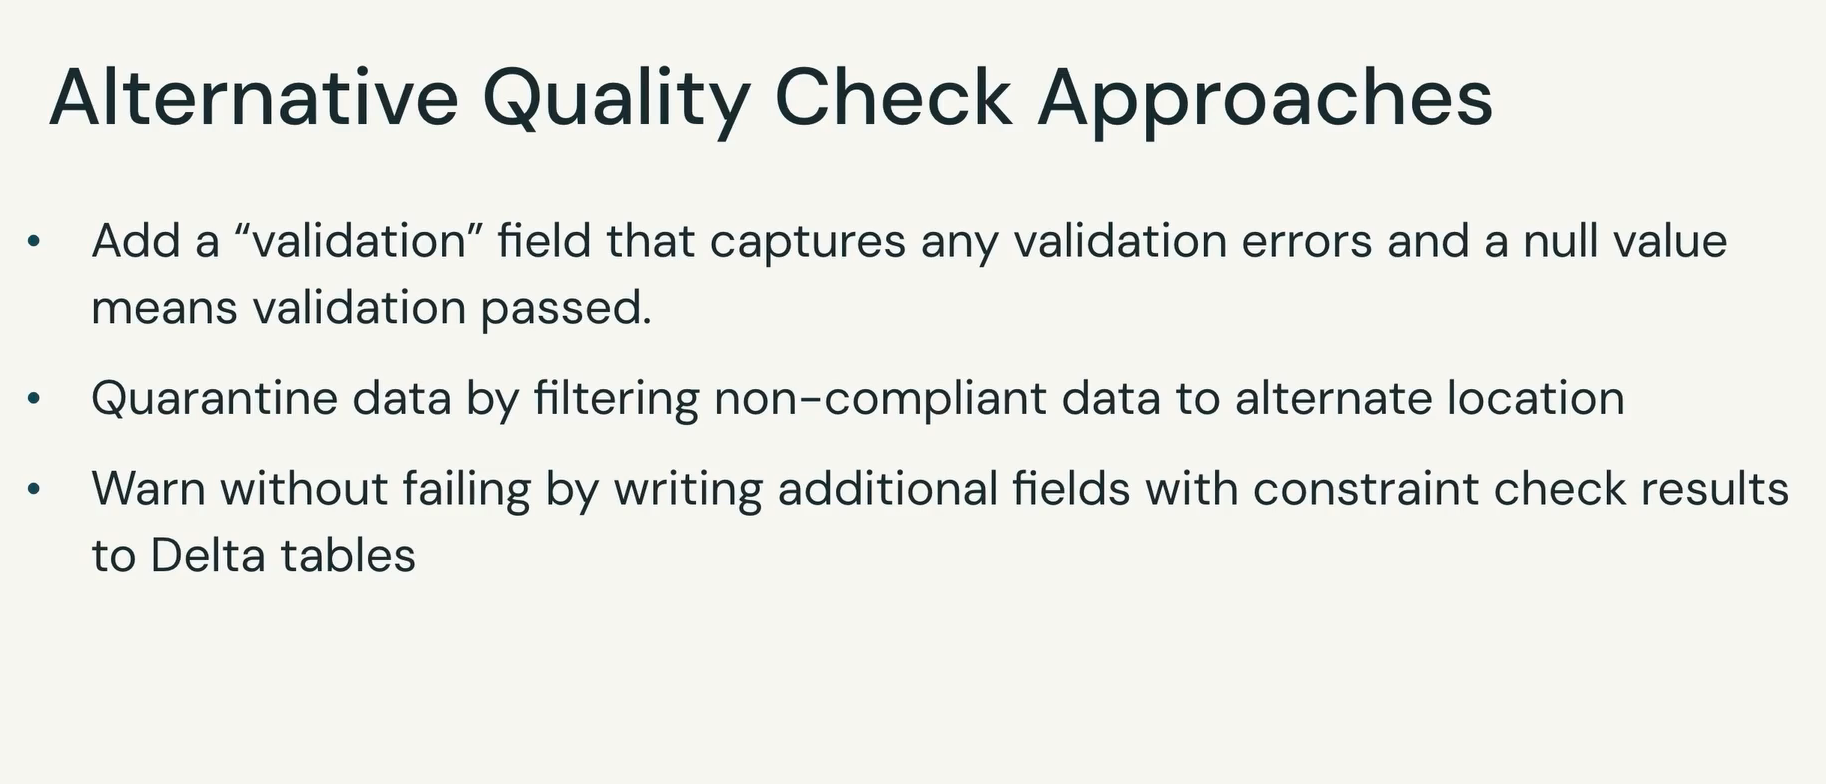 Alternative Quality Check Approaches
• Add a “validation” field that captures any validation errors and a null value
means validation passed.
• Quarantine data by filtering non-compliant data to alternate location
• Warn without failing by writing additional fields with constraint check results
to Delta tables